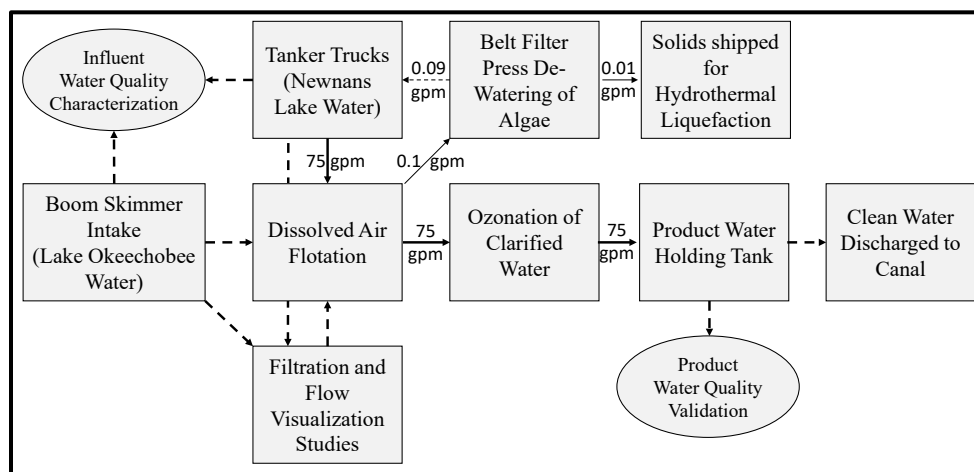 Influent
Water Quality
Characterization
Tanker Trucks
(Newnans
Lake Water)
0.09
gpm
Belt Filter
Press De-
Watering of
Algae
0.01
gpm
Solids shipped
for
Hydrothermal
Liquefaction
75 gpm
0.1 gpm
Boom Skimmer
Intake
(Lake Okeechobee
Water)
Dissolved Air
Flotation
75
gpm
Ozonation of
Clarified
Water
75
gpm
Product Water
Holding Tank
Clean Water
Discharged to
Canal
Filtration and
Flow
Visualization
Studies
Product
Water Quality
Validation